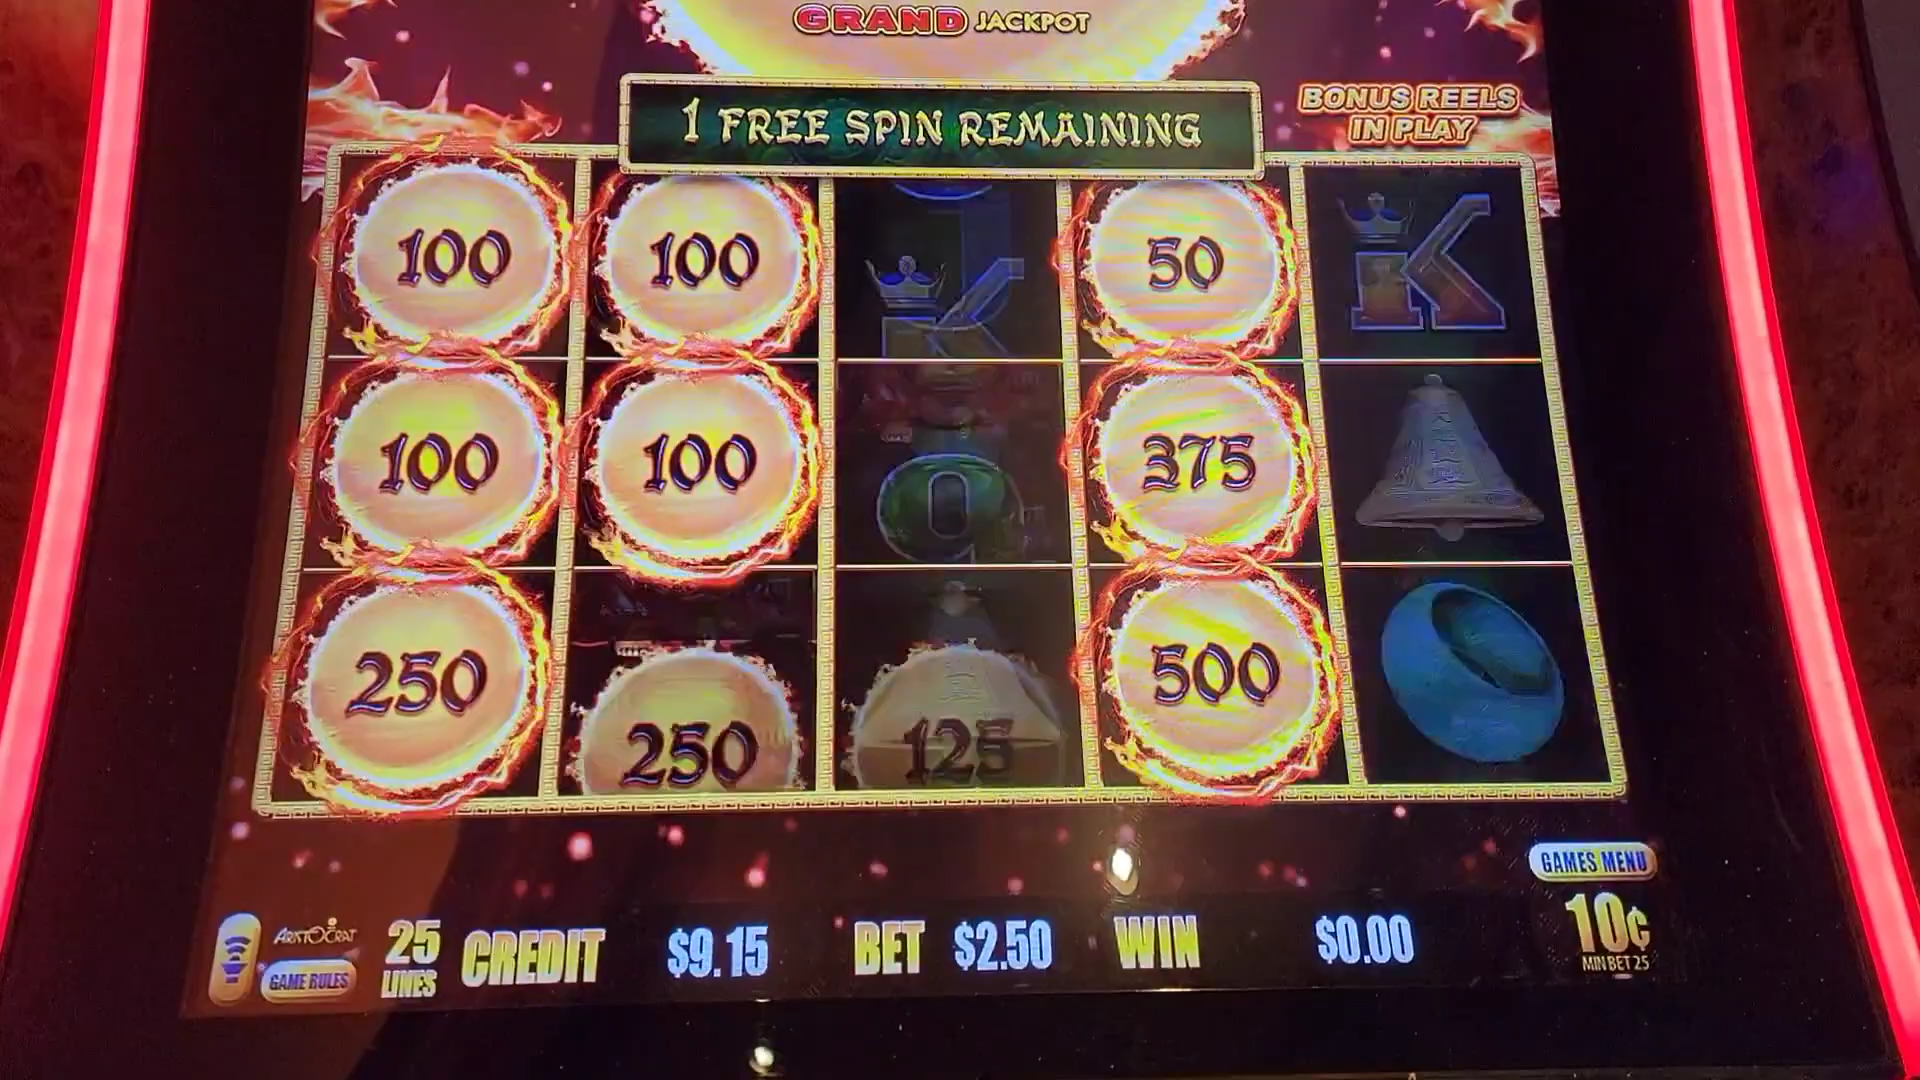 GRAND JACKPOT
1 FREE SPIN REMAINING
BONUS REELS
IN PLAY
100 100 J K 50 K
100 100 Q 375
250 250 125 500
GAMES MENU
ARISTOCRAT
GAME RULES
25
LINES
CREDIT $9.15 BET $2.50 WIN $0.00
10¢
MIN BET 25